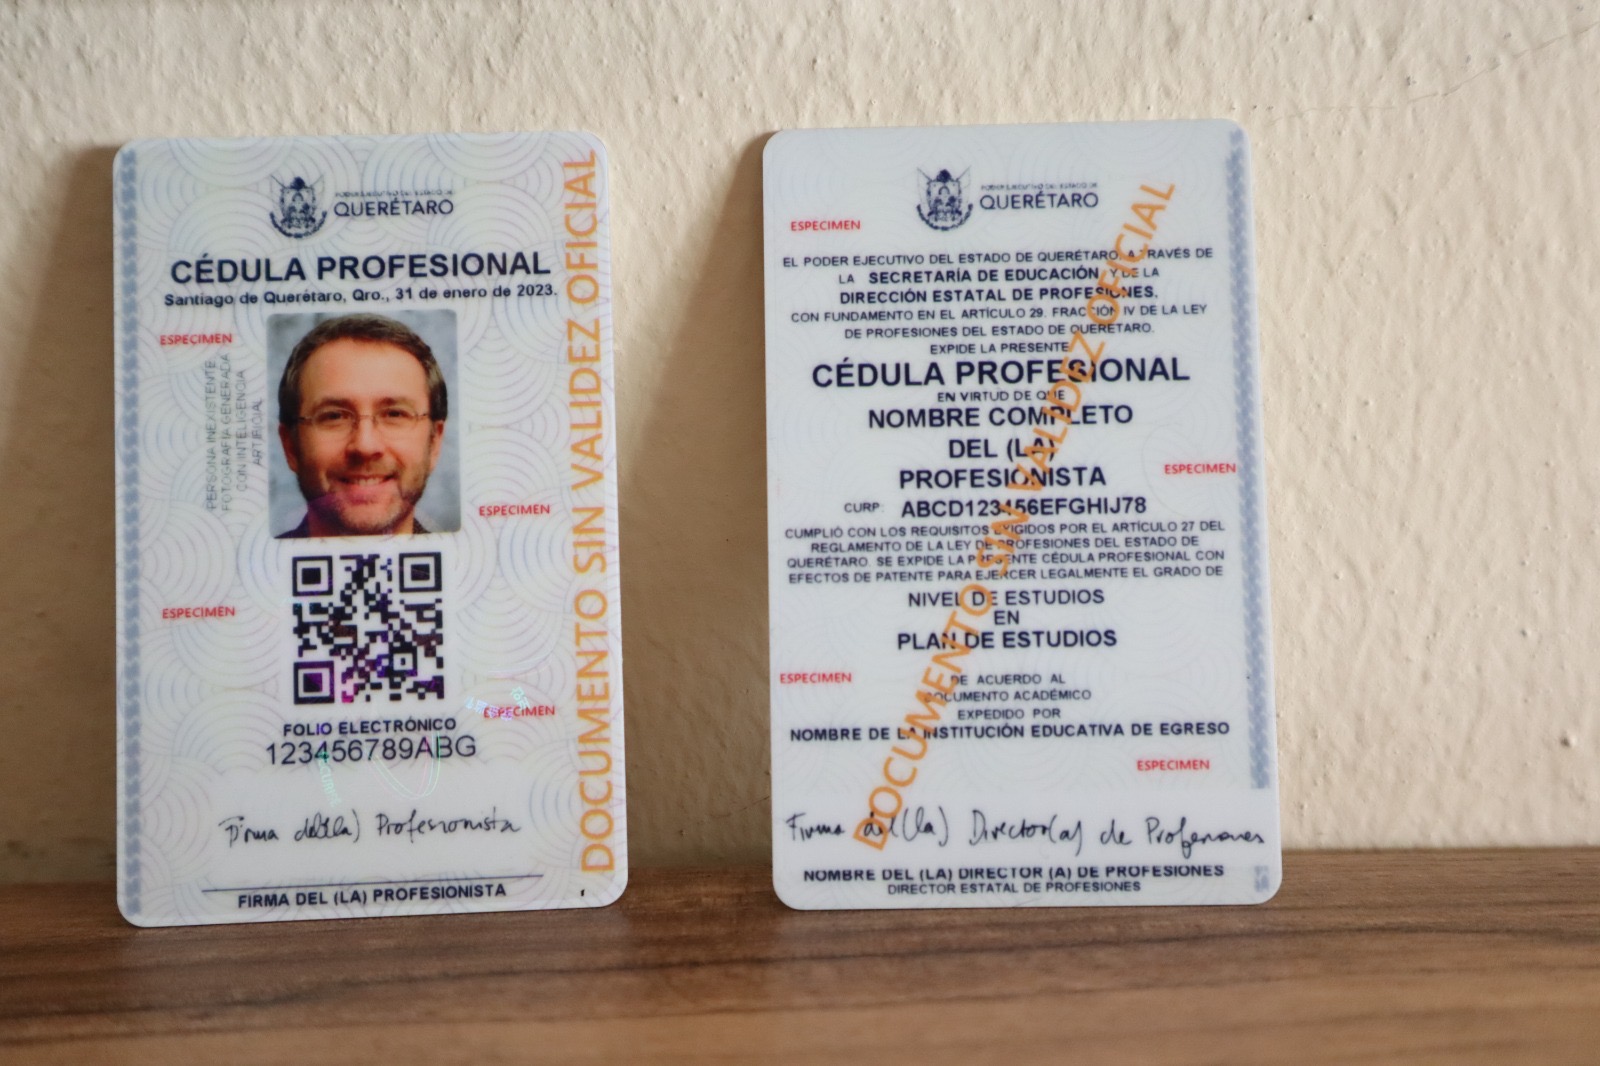 PODER EJECUTIVO DEL ESTADO DE
QUERÉTARO
CÉDULA PROFESIONAL
Santiago de Querétaro, Qro., 31 de enero de 2023.
ESPECIMEN
PERSONA INEXISTENTE
FOTOGRAFÍA GENERADA
CON INTELIGENCIA
ARTIFICIAL
ESPECIMEN
ESPECIMEN
ESPECIMEN
FOLIO ELECTRÓNICO
123456789ABG
Firma del(la) Profesionista
FIRMA DEL (LA) PROFESIONISTA
DOCUMENTO SIN VALIDEZ OFICIAL
PODER EJECUTIVO DEL ESTADO DE
QUERÉTARO
ESPECIMEN
EL PODER EJECUTIVO DEL ESTADO DE QUERÉTARO, A TRAVÉS DE
LA SECRETARÍA DE EDUCACIÓN Y DE LA
DIRECCIÓN ESTATAL DE PROFESIONES,
CON FUNDAMENTO EN EL ARTÍCULO 29, FRACCIÓN IV DE LA LEY
DE PROFESIONES DEL ESTADO DE QUERÉTARO.
EXPIDE LA PRESENTE
CÉDULA PROFESIONAL
EN VIRTUD DE QUE
NOMBRE COMPLETO
DEL (LA)
PROFESIONISTA
ESPECIMEN
CURP: ABCD123456EFGHIJ78
CUMPLIÓ CON LOS REQUISITOS EXIGIDOS POR EL ARTÍCULO 27 DEL
REGLAMENTO DE LA LEY DE PROFESIONES DEL ESTADO DE
QUERÉTARO. SE EXPIDE LA PRESENTE CÉDULA PROFESIONAL CON
EFECTOS DE PATENTE PARA EJERCER LEGALMENTE EL GRADO DE
NIVEL DE ESTUDIOS
EN
PLAN DE ESTUDIOS
ESPECIMEN
DE ACUERDO AL
DOCUMENTO ACADÉMICO
EXPEDIDO POR
NOMBRE DE LA INSTITUCIÓN EDUCATIVA DE EGRESO
ESPECIMEN
Firma del(la) Director(a) de Profesiones
NOMBRE DEL (LA) DIRECTOR (A) DE PROFESIONES
DIRECTOR ESTATAL DE PROFESIONES
DOCUMENTO SIN VALIDEZ OFICIAL